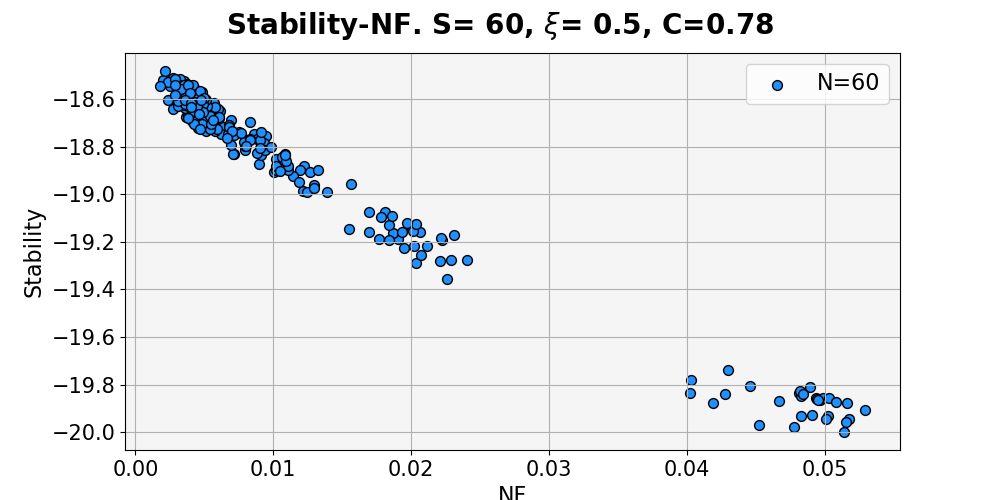 Stability-NF. S= 60, ξ= 0.5, C=0.78
N=60
Stability
−18.6
−18.8
−19.0
−19.2
−19.4
−19.6
−19.8
−20.0
0.00 0.01 0.02 0.03 0.04 0.05
NF